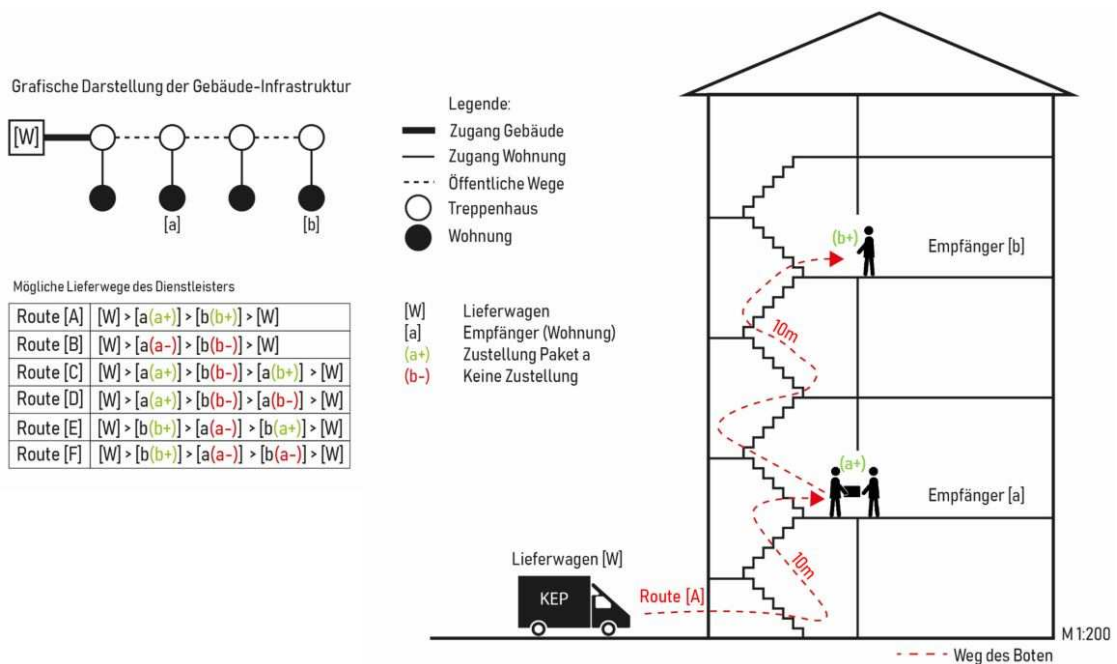 Grafische Darstellung der Gebäude-Infrastruktur
[W]
[a]
[b]
Legende:
Zugang Gebäude
Zugang Wohnung
Öffentliche Wege
Treppenhaus
Wohnung
Mögliche Lieferwege des Dienstleisters
Route [A] [W] > [a(a+)] > [b(b+)] > [W]
Route [B] [W] > [a(a-)] > [b(b-)] > [W]
Route [C] [W] > [a(a+)] > [b(b-)] > [a(b+)] > [W]
Route [D] [W] > [a(a+)] > [b(b-)] > [a(b-)] > [W]
Route [E] [W] > [b(b+)] > [a(a-)] > [b(a+)] > [W]
Route [F] [W] > [b(b+)] > [a(a-)] > [b(a-)] > [W]
[W] Lieferwagen
[a] Empfänger (Wohnung)
(a+) Zustellung Paket a
(b-) Keine Zustellung
(b+)
Empfänger [b]
10m
(a+)
Empfänger [a]
10m
Lieferwagen [W]
KEP
Route [A]
M 1:200
Weg des Boten